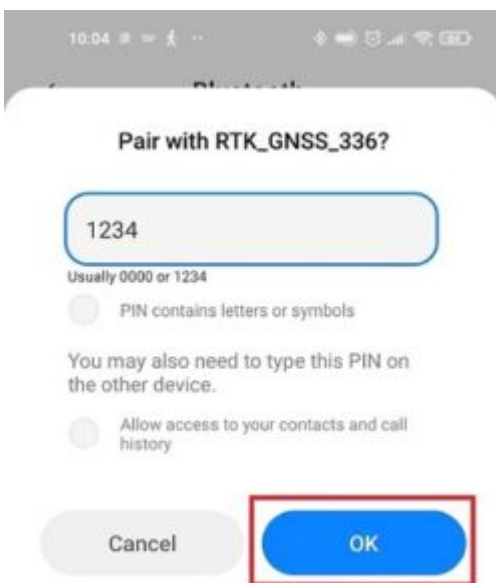 10:04
Pair with RTK_GNSS_336?
1234
Usually 0000 or 1234
PIN contains letters or symbols
You may also need to type this PIN on
the other device.
Allow access to your contacts and call
history
Cancel
OK